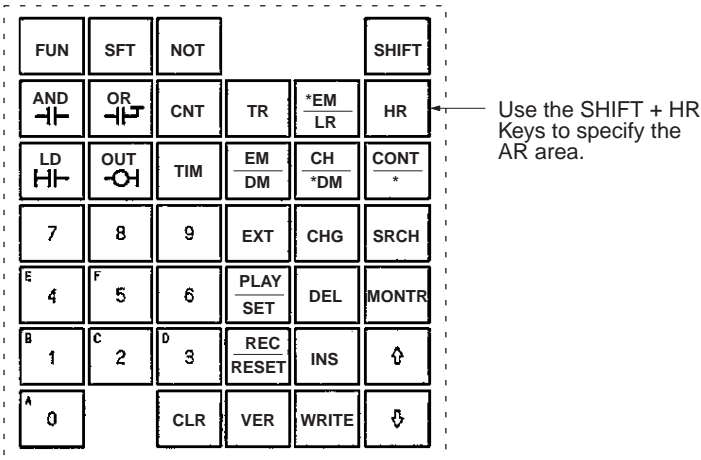 FUN SFT NOT SHIFT
AND OR CNT TR *EM HR
LR
Use the SHIFT + HR
Keys to specify the
AR area.
LD OUT TIM EM CH CONT
DM *DM *
7 8 9 EXT CHG SRCH
E 4 F 5 6 PLAY DEL MONTR
SET
B 1 C 2 D 3 REC INS ⇧
RESET
A 0 CLR VER WRITE ⇩